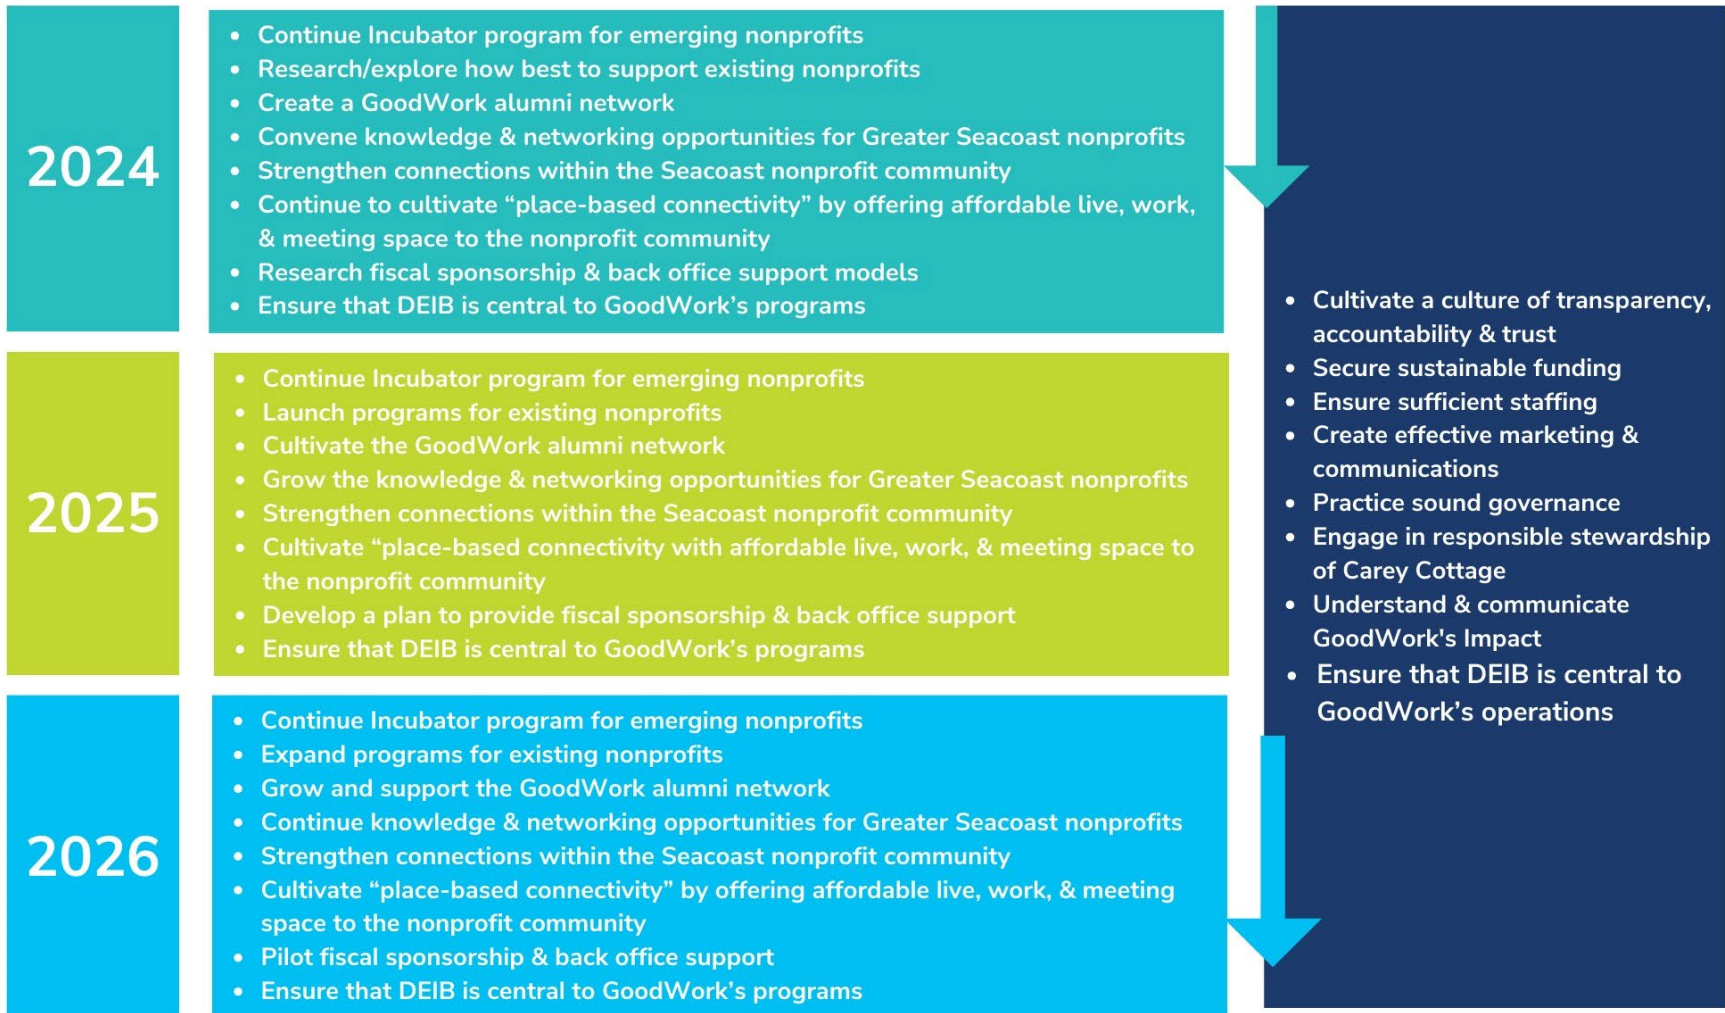 2024
• Continue Incubator program for emerging nonprofits
• Research/explore how best to support existing nonprofits
• Create a GoodWork alumni network
• Convene knowledge & networking opportunities for Greater Seacoast nonprofits
• Strengthen connections within the Seacoast nonprofit community
• Continue to cultivate “place-based connectivity” by offering affordable live, work,
& meeting space to the nonprofit community
• Research fiscal sponsorship & back office support models
• Ensure that DEIB is central to GoodWork’s programs
2025
• Continue Incubator program for emerging nonprofits
• Launch programs for existing nonprofits
• Cultivate the GoodWork alumni network
• Grow the knowledge & networking opportunities for Greater Seacoast nonprofits
• Strengthen connections within the Seacoast nonprofit community
• Cultivate “place-based connectivity with affordable live, work, & meeting space to
the nonprofit community
• Develop a plan to provide fiscal sponsorship & back office support
• Ensure that DEIB is central to GoodWork’s programs
2026
• Continue Incubator program for emerging nonprofits
• Expand programs for existing nonprofits
• Grow and support the GoodWork alumni network
• Continue knowledge & networking opportunities for Greater Seacoast nonprofits
• Strengthen connections within the Seacoast nonprofit community
• Cultivate “place-based connectivity” by offering affordable live, work, & meeting
space to the nonprofit community
• Pilot fiscal sponsorship & back office support
• Ensure that DEIB is central to GoodWork’s programs
• Cultivate a culture of transparency,
accountability & trust
• Secure sustainable funding
• Ensure sufficient staffing
• Create effective marketing &
communications
• Practice sound governance
• Engage in responsible stewardship
of Carey Cottage
• Understand & communicate
GoodWork's Impact
• Ensure that DEIB is central to
GoodWork’s operations